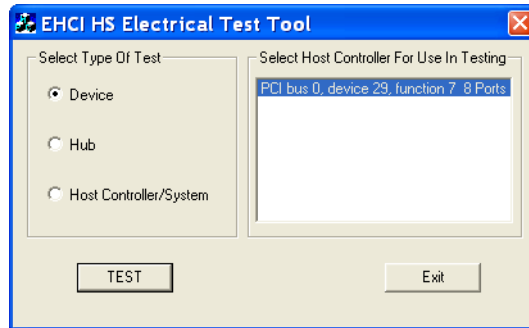 EHCI HS Electrical Test Tool
Select Type Of Test
Device
Hub
Host Controller/System
Select Host Controller For Use In Testing
PCI bus 0, device 29, function 7  8 Ports
TEST
Exit